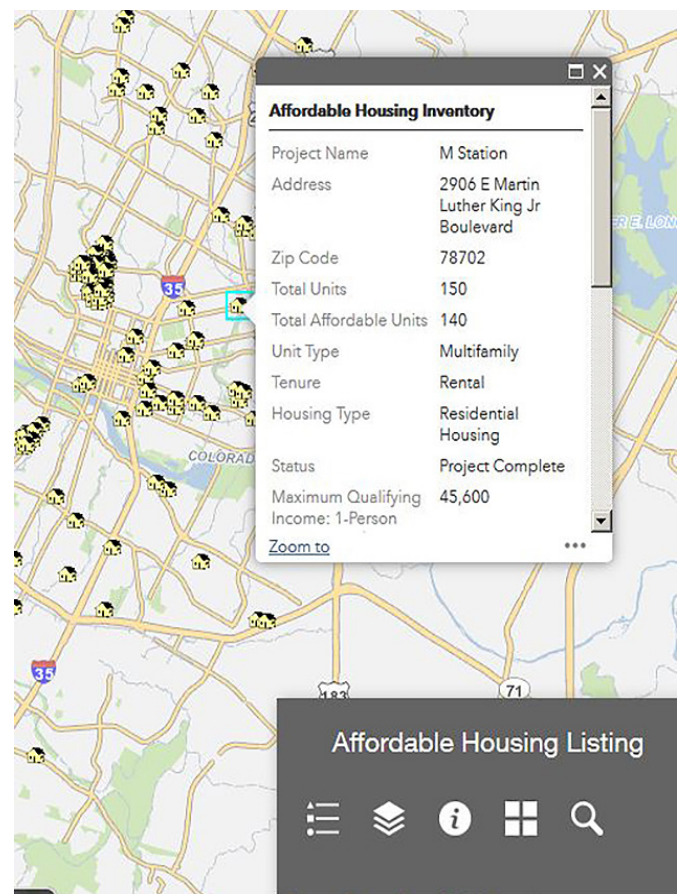 Affordable Housing Inventory
Project Name M Station
Address 2906 E Martin
Luther King Jr
Boulevard
Zip Code 78702
Total Units 150
Total Affordable Units 140
Unit Type Multifamily
Tenure Rental
Housing Type Residential
Housing
Status Project Complete
Maximum Qualifying 45,600
Income: 1-Person
Zoom to
35
COLORAD
35
183
71
Affordable Housing Listing